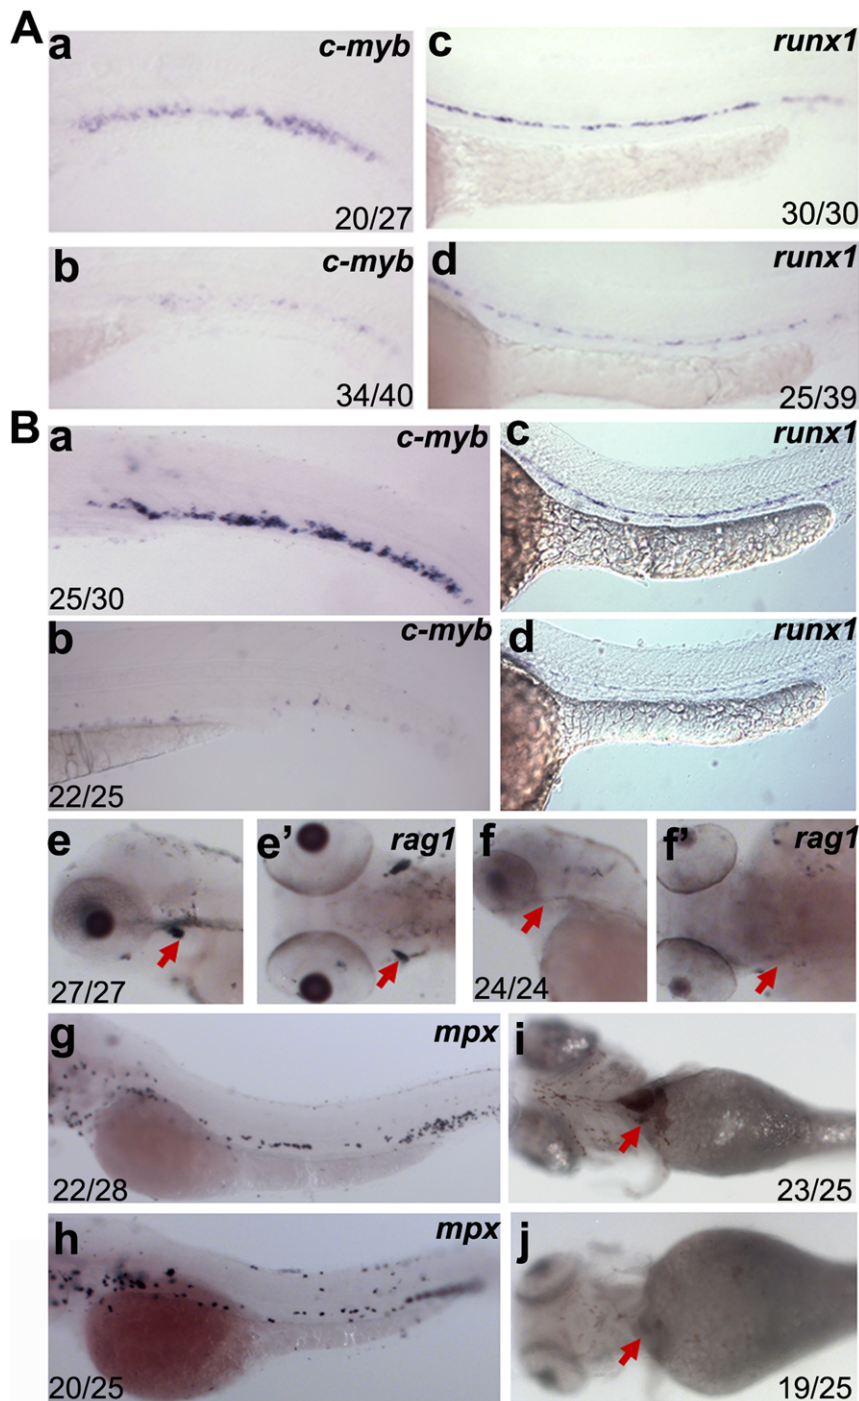 A
a c-myb
20/27
c runx1
30/30
b c-myb
34/40
d runx1
25/39
B
a c-myb
25/30
c runx1
b c-myb
22/25
d runx1
e
27/27
e' rag1
f
24/24
f' rag1
g mpx
22/28
i
23/25
h mpx
20/25
j
19/25